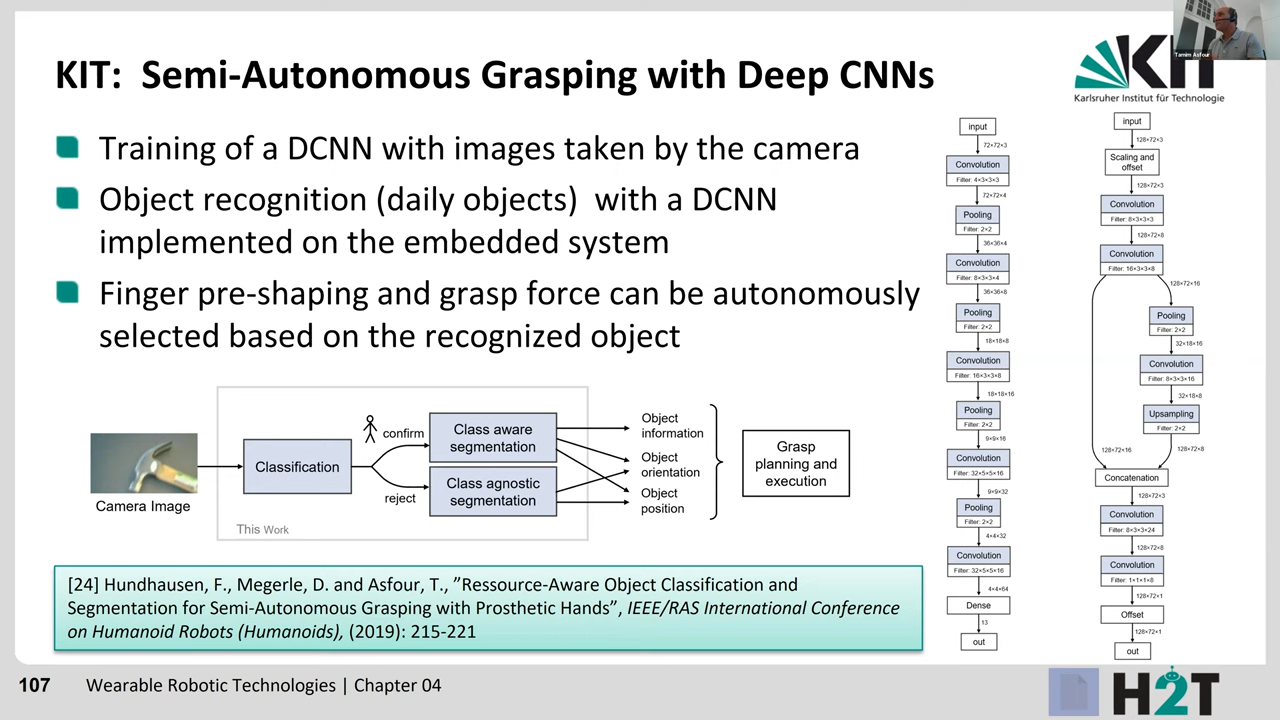 KIT: Semi-Autonomous Grasping with Deep CNNs
KIT
Karlsruher Institut für Technologie
Tamim Asfour
Training of a DCNN with images taken by the camera
Object recognition (daily objects) with a DCNN
implemented on the embedded system
Finger pre-shaping and grasp force can be autonomously
selected based on the recognized object
Camera Image
Classification
confirm
reject
Class aware
segmentation
Class agnostic
segmentation
This Work
Object
information
Object
orientation
Object
position
Grasp
planning and
execution
[24] Hundhausen, F., Megerle, D. and Asfour, T., ”Ressource-Aware Object Classification and
Segmentation for Semi-Autonomous Grasping with Prosthetic Hands”, IEEE/RAS International Conference
on Humanoid Robots (Humanoids), (2019): 215-221
input
72×72×3
Convolution
Filter: 4×3×3×3
72×72×4
Pooling
Filter: 2×2
36×36×4
Convolution
Filter: 8×3×3×4
36×36×8
Pooling
Filter: 2×2
18×18×8
Convolution
Filter: 16×3×3×8
18×18×16
Pooling
Filter: 2×2
9×9×16
Convolution
Filter: 32×5×5×16
9×9×32
Pooling
Filter: 2×2
4×4×32
Convolution
Filter: 32×5×5×16
4×4×64
Dense
13
out
input
128×72×3
Scaling and
offset
128×72×3
Convolution
Filter: 8×3×3×3
128×72×8
Convolution
Filter: 16×3×3×8
128×72×16
Pooling
Filter: 2×2
32×18×16
Convolution
Filter: 8×3×3×16
32×18×8
Upsampling
Filter: 2×2
128×72×16
128×72×8
Concatenation
128×72×3
Convolution
Filter: 8×3×3×24
128×72×8
Convolution
Filter: 1×1×1×8
128×72×1
Offset
128×72×1
out
107 Wearable Robotic Technologies | Chapter 04
H2T